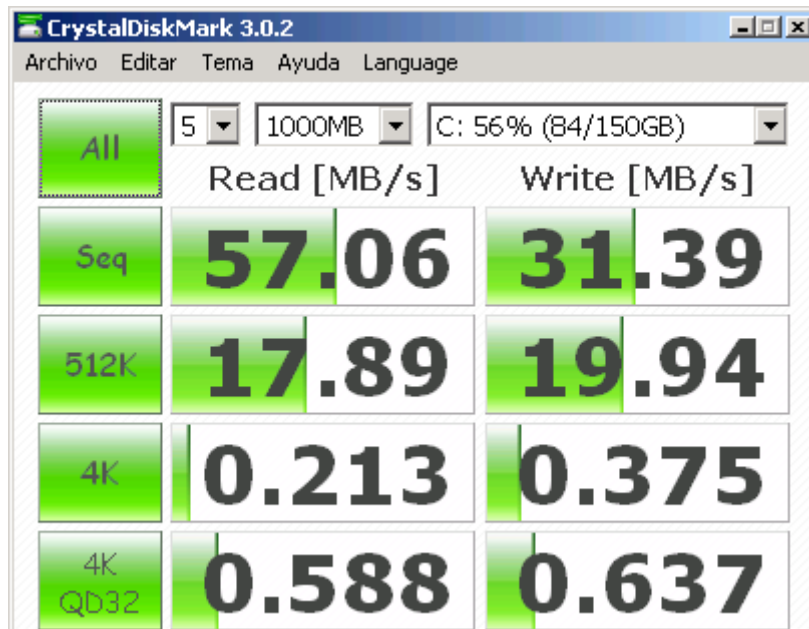 CrystalDiskMark 3.0.2
Archivo Editar Tema Ayuda Language
All 5 1000MB C: 56% (84/150GB)
Read [MB/s] Write [MB/s]
Seq 57.06 31.39
512K 17.89 19.94
4K 0.213 0.375
4K
QD32 0.588 0.637